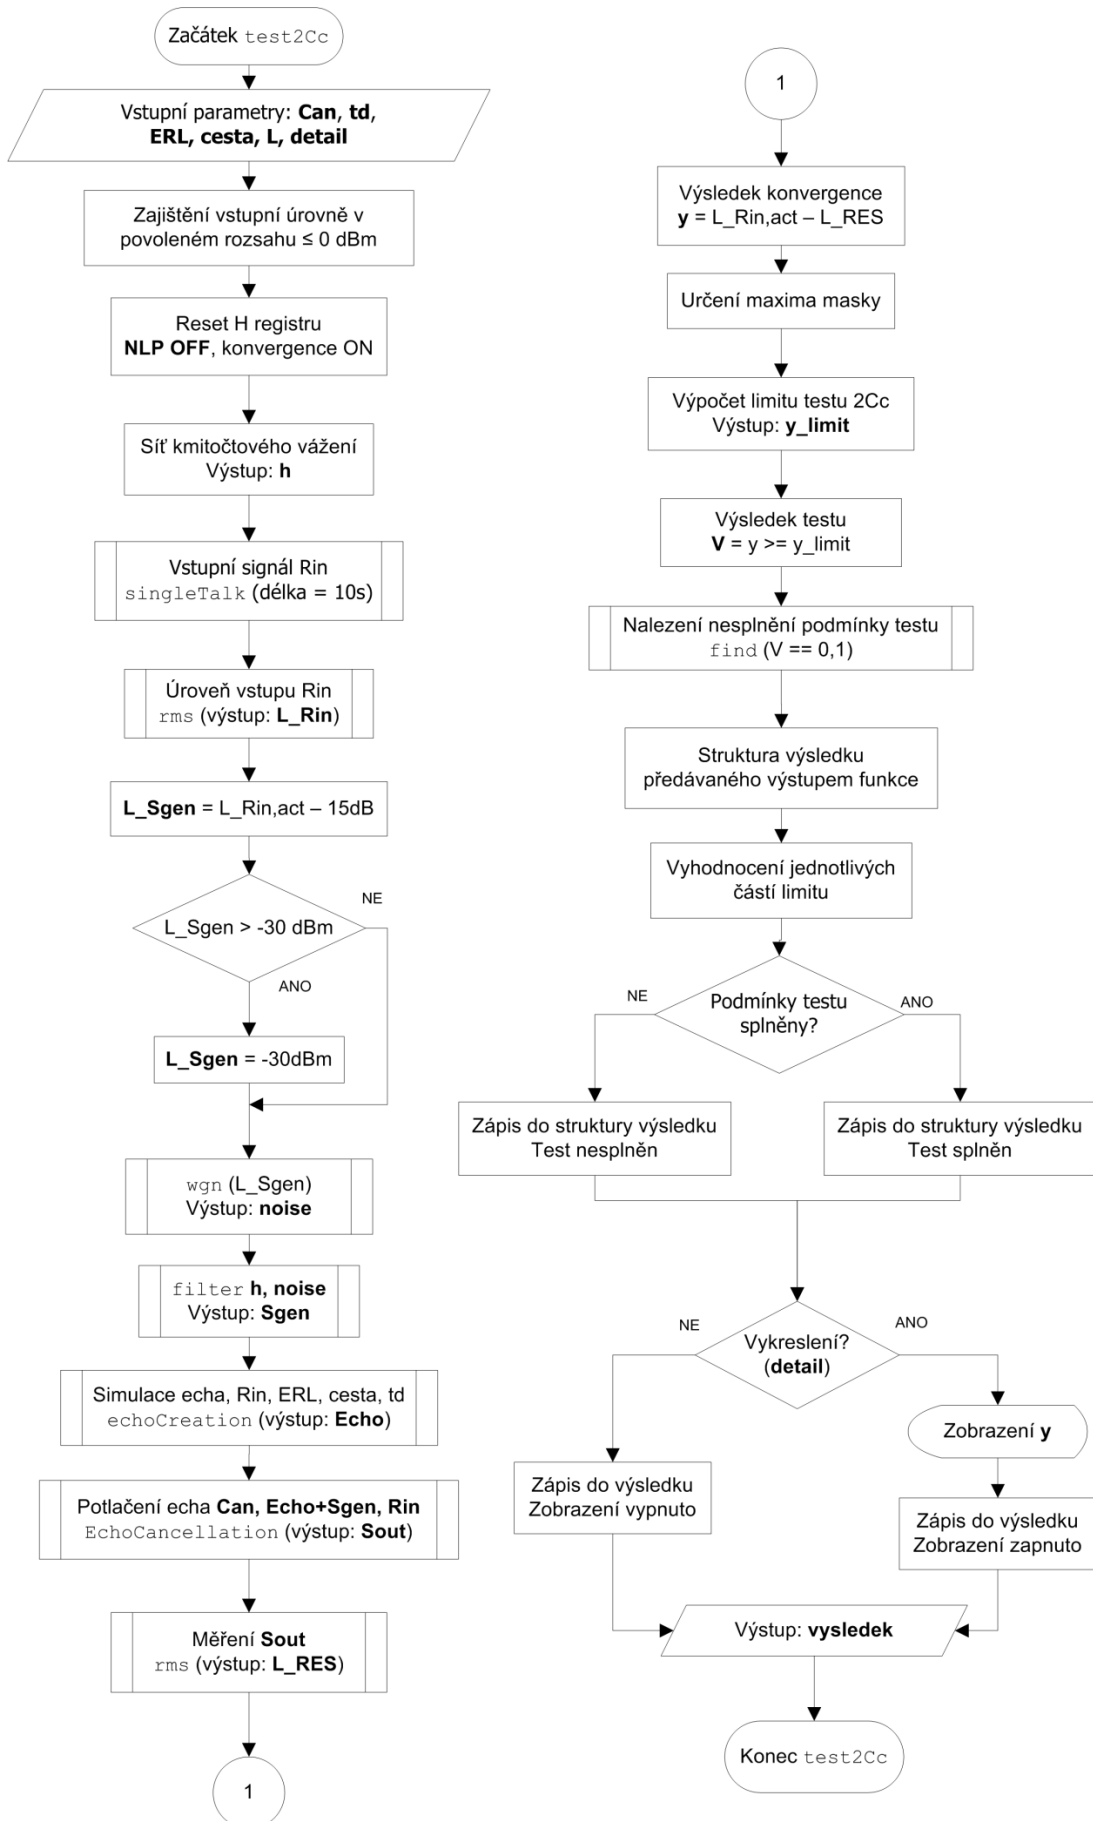 Začátek test2Cc
Vstupní parametry: Can, td,
ERL, cesta, L, detail
Zajištění vstupní úrovně v
povoleném rozsahu ≤ 0 dBm
Reset H registru
NLP OFF, konvergence ON
Síť kmitočtového vážení
Výstup: h
Vstupní signál Rin
singleTalk (délka = 10s)
Úroveň vstupu Rin
rms (výstup: L_Rin)
L_Sgen = L_Rin,act – 15dB
L_Sgen > -30 dBm
NE
ANO
L_Sgen = -30dBm
wgn (L_Sgen)
Výstup: noise
filter h, noise
Výstup: Sgen
Simulace echa, Rin, ERL, cesta, td
echoCreation (výstup: Echo)
Potlačení echa Can, Echo+Sgen, Rin
EchoCancellation (výstup: Sout)
Měření Sout
rms (výstup: L_RES)
1
1
Výsledek konvergence
y = L_Rin,act – L_RES
Určení maxima masky
Výpočet limitu testu 2Cc
Výstup: y_limit
Výsledek testu
V = y >= y_limit
Nalezení nesplnění podmínky testu
find (V == 0,1)
Struktura výsledku
předávaného výstupem funkce
Vyhodnocení jednotlivých
částí limitu
Podmínky testu
splněny?
NE
ANO
Zápis do struktury výsledku
Test nesplněn
Zápis do struktury výsledku
Test splněn
Vykreslení?
(detail)
NE
ANO
Zobrazení y
Zápis do výsledku
Zobrazení vypnuto
Zápis do výsledku
Zobrazení zapnuto
Výstup: vysledek
Konec test2Cc